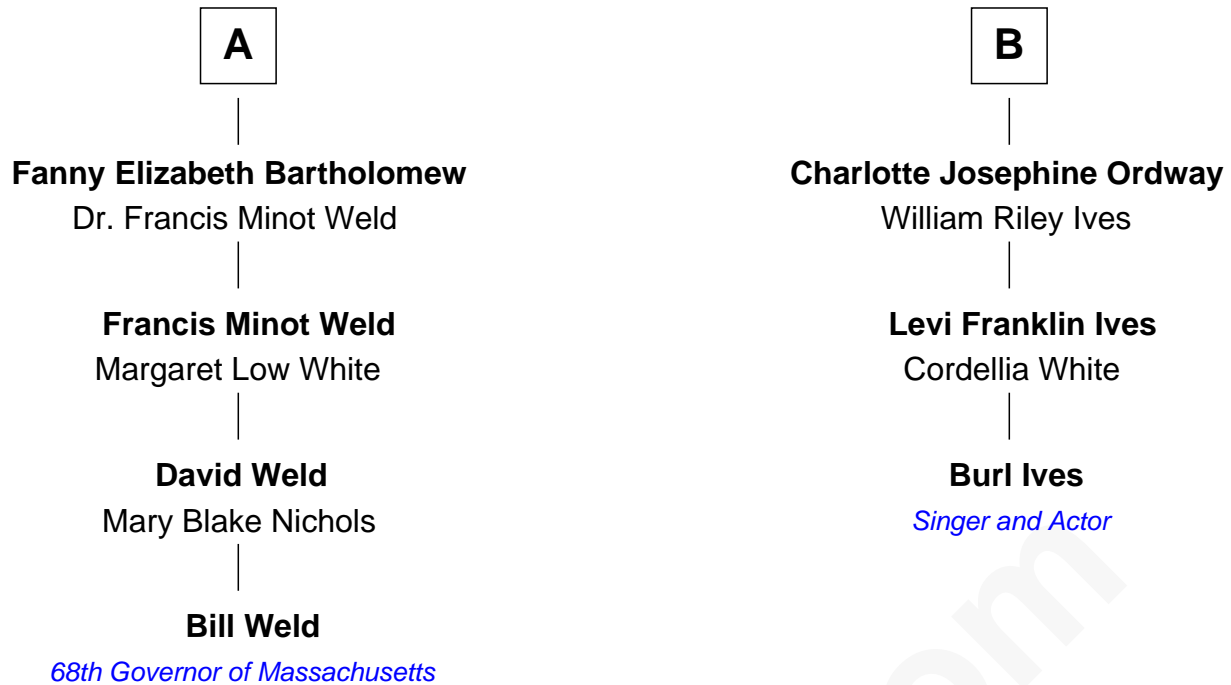 A
Fanny Elizabeth Bartholomew
Dr. Francis Minot Weld
Francis Minot Weld
Margaret Low White
David Weld
Mary Blake Nichols
Bill Weld
68th Governor of Massachusetts
B
Charlotte Josephine Ordway
William Riley Ives
Levi Franklin Ives
Cordellia White
Burl Ives
Singer and Actor
om